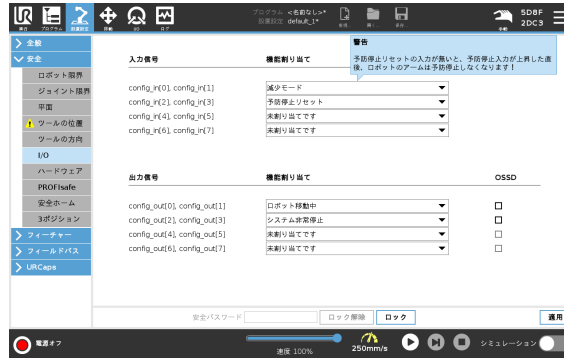 プログラム <名前なし>*
設置設定 default_1*
5D8F
2DC3
実行
プログラム
設置設定
移動
I/O
ログ
新規...
開く...
保存...
手動
全般
安全
ロボット限界
ジョイント限界
平面
ツールの位置
ツールの方向
I/O
ハードウェア
PROFIsafe
安全ホーム
3ポジション
フィーチャー
フィールドバス
URCaps
警告
予防停止リセットの入力が無いと、予防停止入力が上昇した直
後、ロボットのアームは予防停止しなくなります！
入力信号
機能割り当て
config_in[0], config_in[1]
減少モード
config_in[2], config_in[3]
予防停止リセット
config_in[4], config_in[5]
未割り当てです
config_in[6], config_in[7]
未割り当てです
出力信号
機能割り当て
OSSD
config_out[0], config_out[1]
ロボット移動中
config_out[2], config_out[3]
システム非常停止
config_out[4], config_out[5]
未割り当てです
config_out[6], config_out[7]
未割り当てです
安全パスワード
ロック解除
ロック
適用
電源オフ
速度 100%
250mm/s
シミュレーション